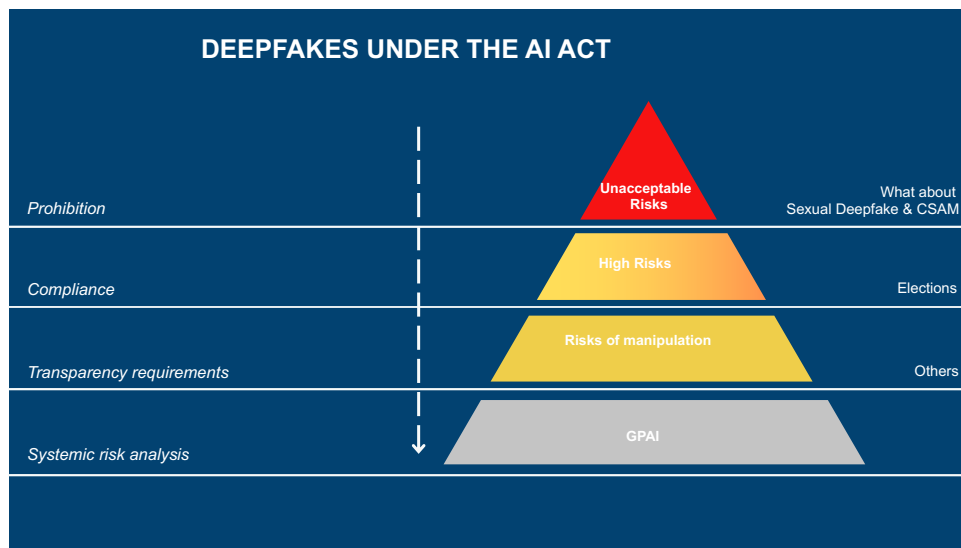 DEEPFAKES UNDER THE AI ACT
Unacceptable
Risks
Prohibition
What about
Sexual Deepfake & CSAM
High Risks
Compliance
Elections
Risks of manipulation
Transparency requirements
Others
GPAI
Systemic risk analysis